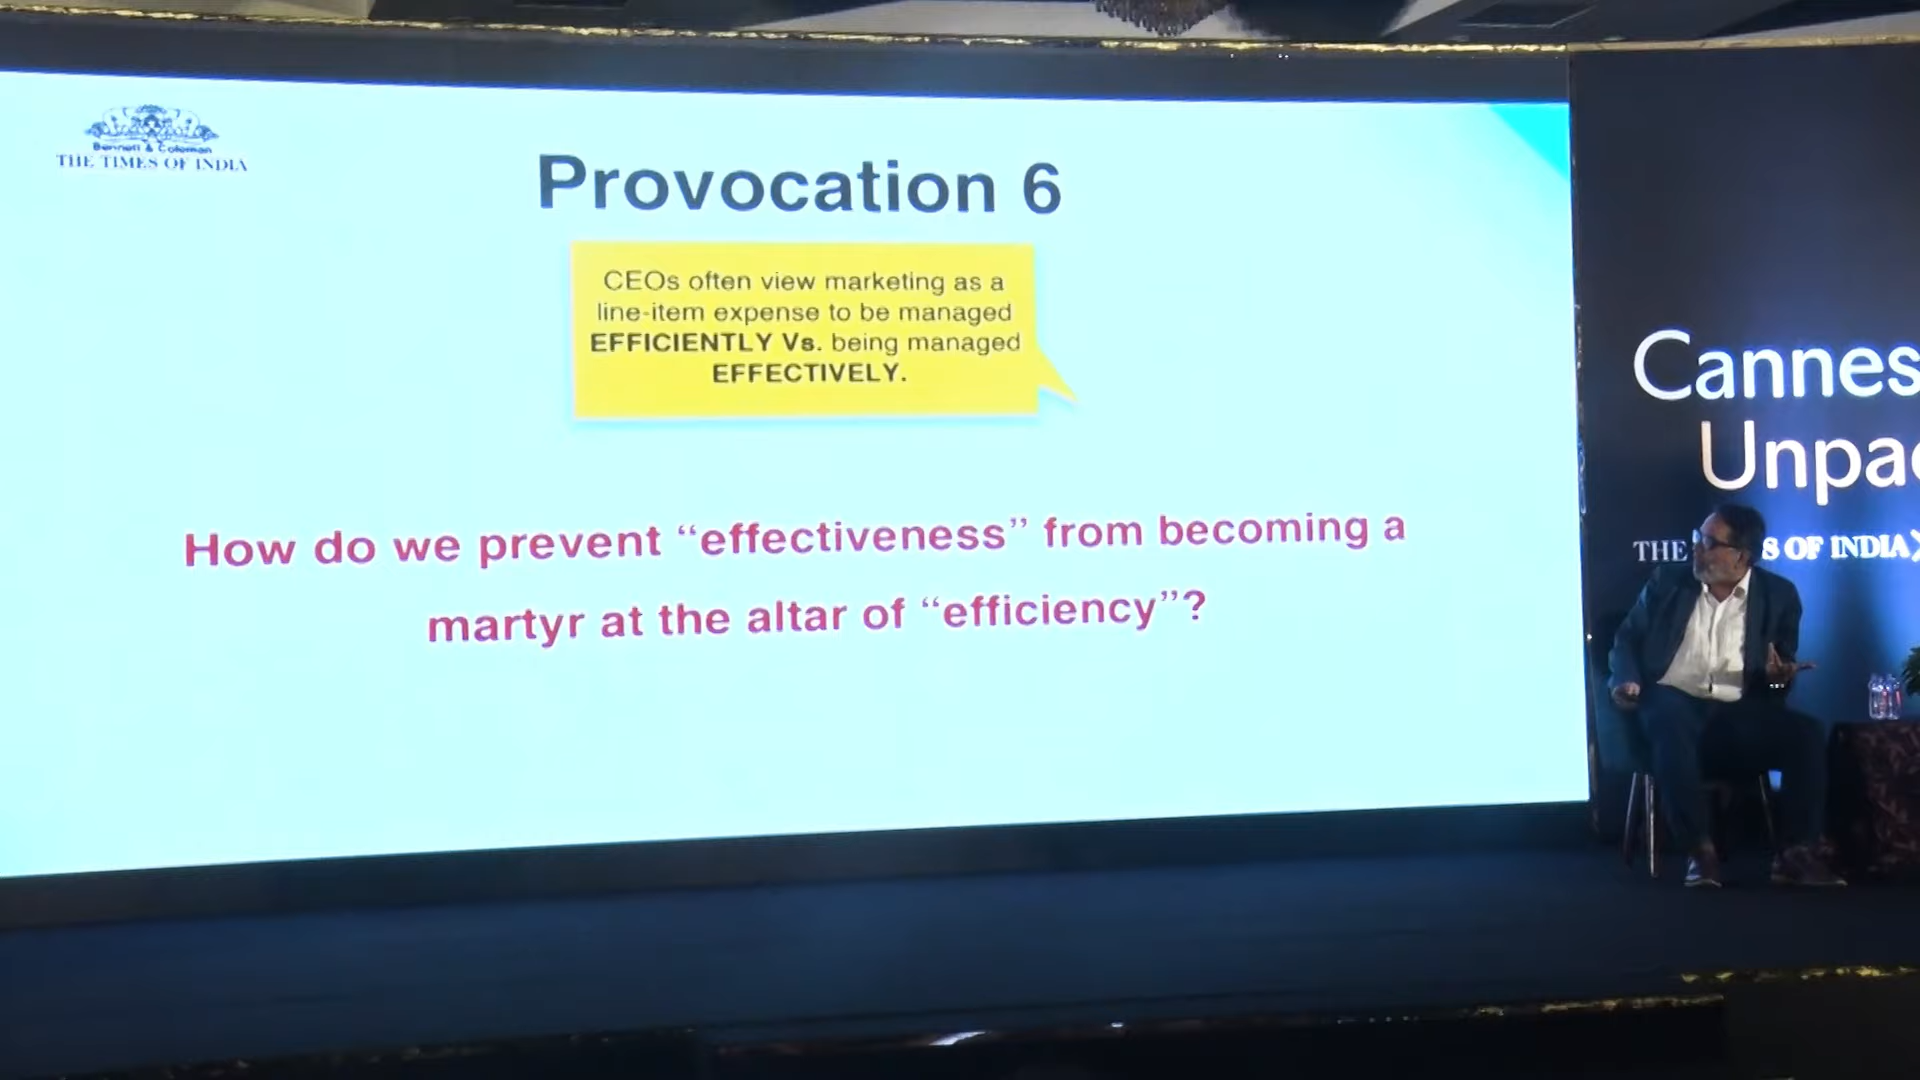 Bennett & Coleman
THE TIMES OF INDIA
Provocation 6
CEOs often view marketing as a
line-item expense to be managed
EFFICIENTLY Vs. being managed
EFFECTIVELY.
How do we prevent “effectiveness” from becoming a
martyr at the altar of “efficiency”?
Cannes
Unpac
THE S OF INDIA